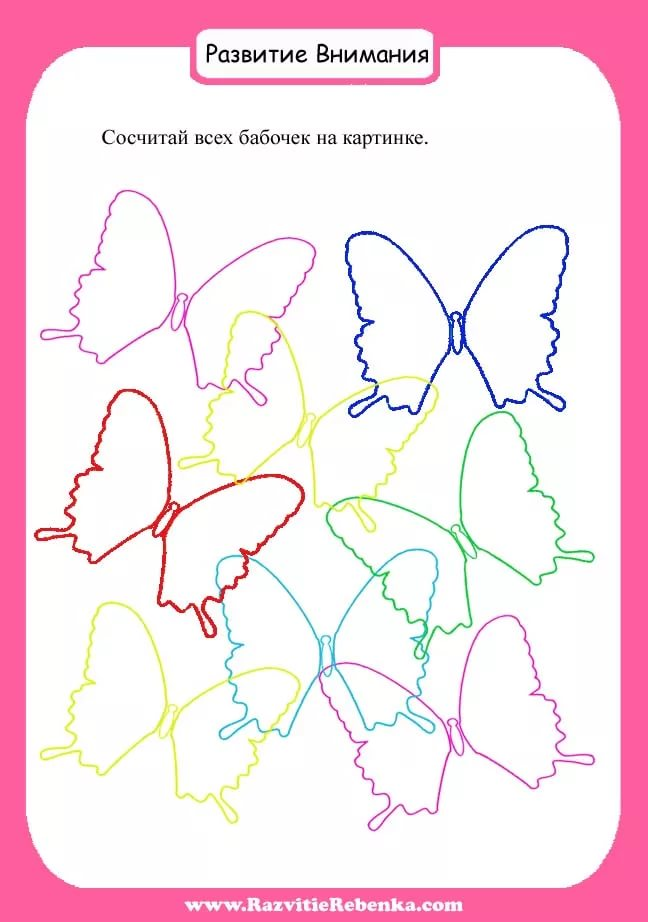 Развитие Внимания
Сосчитай всех бабочек на картинке.
www.RazvitieRebenka.com